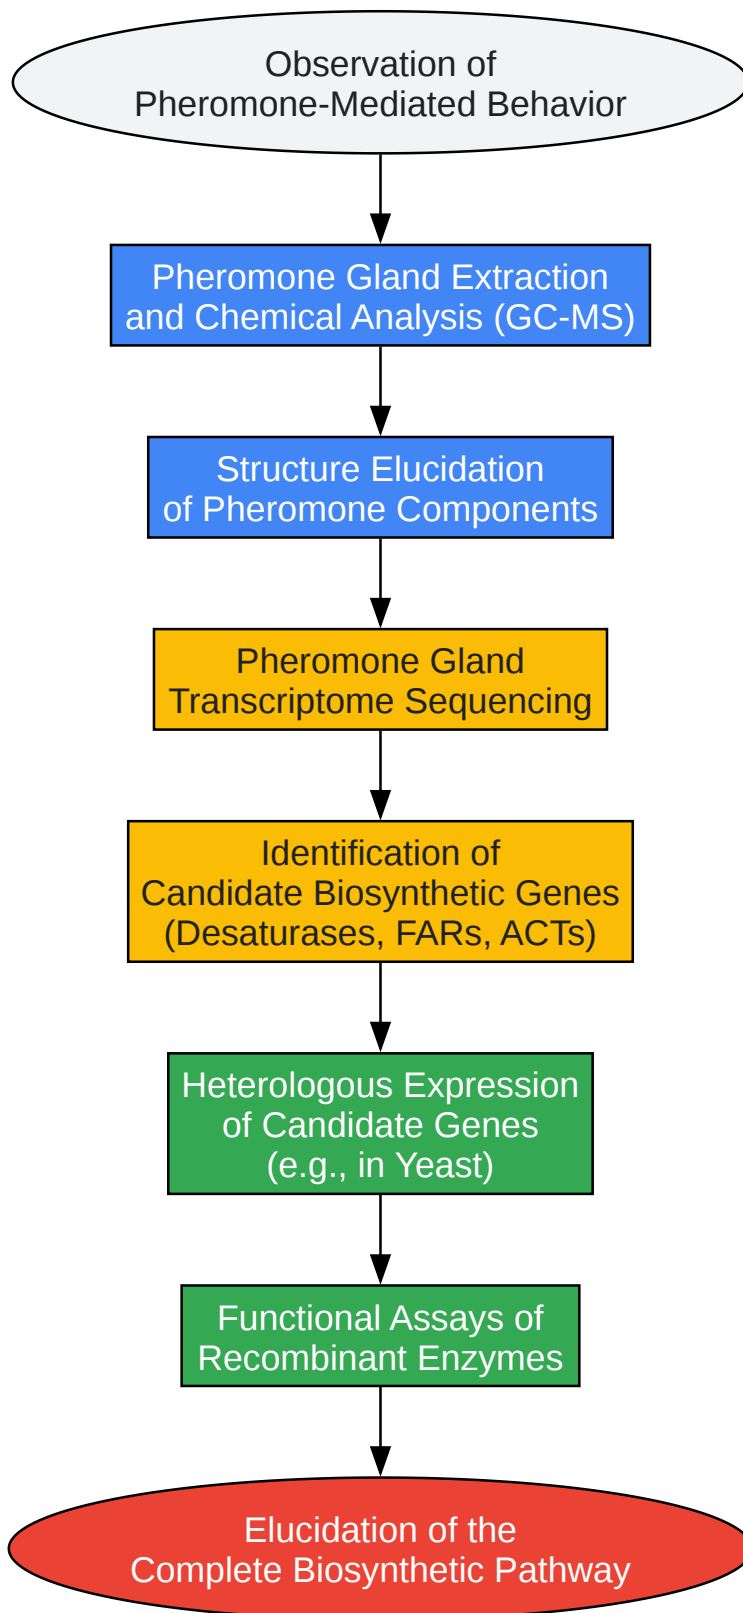 Observation of
Pheromone-Mediated Behavior
Pheromone Gland Extraction
and Chemical Analysis (GC-MS)
Structure Elucidation
of Pheromone Components
Pheromone Gland
Transcriptome Sequencing
Identification of
Candidate Biosynthetic Genes
(Desaturases, FARs, ACTs)
Heterologous Expression
of Candidate Genes
(e.g., in Yeast)
Functional Assays of
Recombinant Enzymes
Elucidation of the
Complete Biosynthetic Pathway